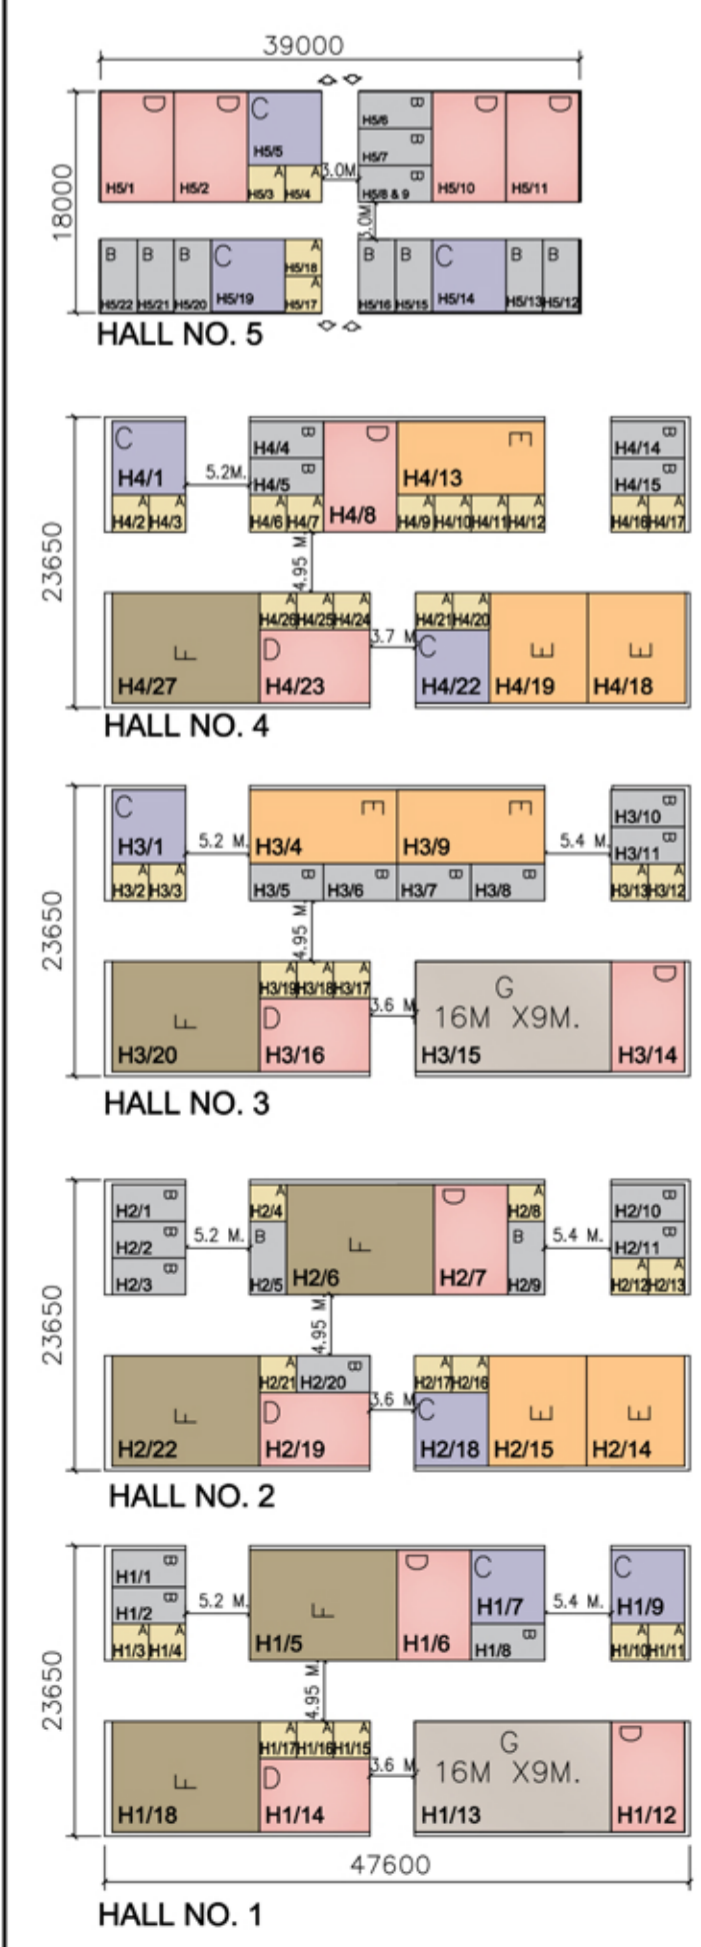 39000
18000
D D C B D D
H5/6
B
H5/5 H5/7
A A 3.0M. B
H5/1 H5/2 H5/3 H5/4 H5/8 & 9 H5/10 H5/11
3.0M.
B B B C A B B C B B
H5/18
A
H5/22 H5/21 H5/20 H5/19 H5/17 H5/16 H5/15 H5/14 H5/13 H5/12
HALL NO. 5
23650
C B D E B
H4/4 H4/14
H4/1 5.2M. B H4/13 B
H4/5 H4/15
A A A A A A A A A A
H4/2 H4/3 H4/6 H4/7 H4/8 H4/9 H4/10 H4/11 H4/12 H4/16 H4/17
4.95 M.
A A A A A
H4/26 H4/25 H4/24 H4/21 H4/20
F D 3.7 M C E E
H4/27 H4/23 H4/22 H4/19 H4/18
HALL NO. 4
23650
C E E B
H3/10
H3/1 5.2 M. H3/4 H3/9 5.4 M. B
H3/11
A A B B B B A A
H3/2 H3/3 H3/5 H3/6 H3/7 H3/8 H3/13 H3/12
4.95 M.
A A A G D
H3/19 H3/18 H3/17
F D 3.6 M 16M X9M.
H3/20 H3/16 H3/15 H3/14
HALL NO. 3
23650
B A D A B
H2/1 H2/4 H2/8 H2/10
B 5.2 M. B F B 5.4 M. B
H2/2 H2/11
B A A
H2/3 H2/5 H2/6 H2/7 H2/9 H2/12 H2/13
4.95 M.
A B A A
H2/21 H2/20 H2/17 H2/16
F D 3.6 M C E E
H2/22 H2/19 H2/18 H2/15 H2/14
HALL NO. 2
23650
B D C C
H1/1
B 5.2 M. F H1/7 5.4 M. H1/9
H1/2
A A B A A
H1/3 H1/4 H1/5 H1/6 H1/8 H1/10 H1/11
4.95 M.
A A A G D
H1/17 H1/16 H1/15
F D 3.6 M 16M X9M.
H1/18 H1/14 H1/13 H1/12
47600
HALL NO. 1